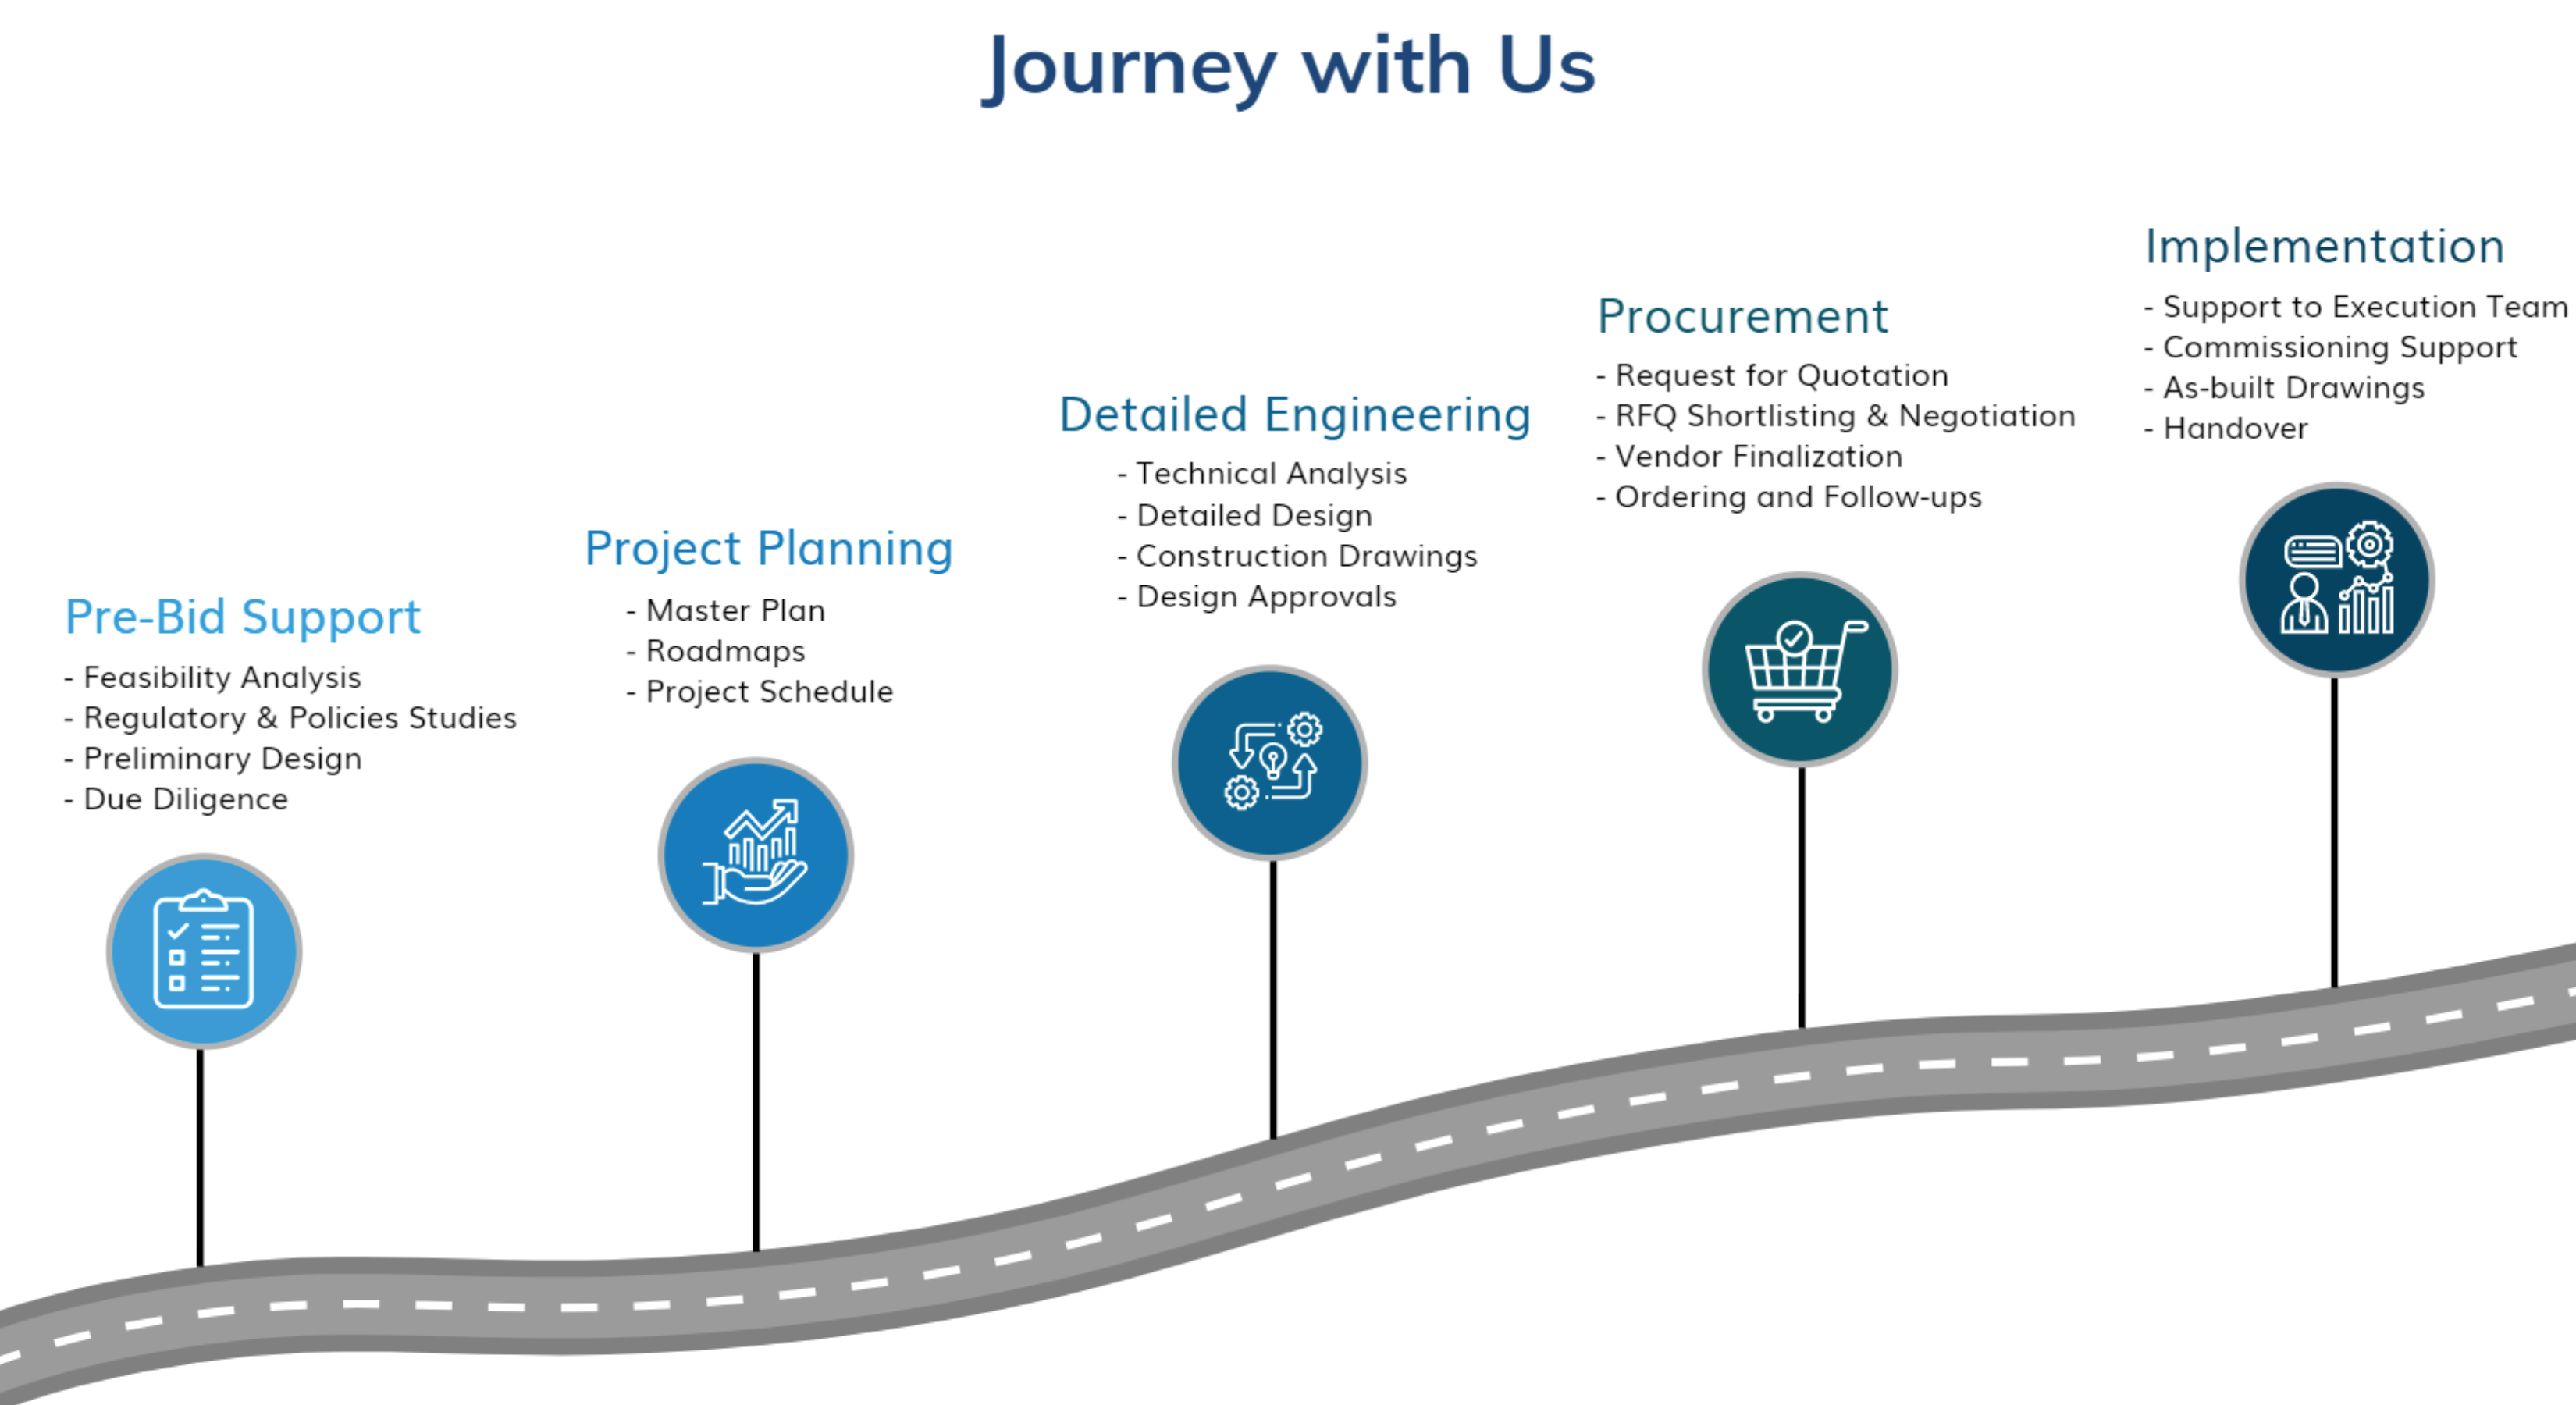 Journey with Us
Pre-Bid Support
- Feasibility Analysis
- Regulatory & Policies Studies
- Preliminary Design
- Due Diligence
Project Planning
- Master Plan
- Roadmaps
- Project Schedule
Detailed Engineering
- Technical Analysis
- Detailed Design
- Construction Drawings
- Design Approvals
Procurement
- Request for Quotation
- RFQ Shortlisting & Negotiation
- Vendor Finalization
- Ordering and Follow-ups
Implementation
- Support to Execution Team
- Commissioning Support
- As-built Drawings
- Handover